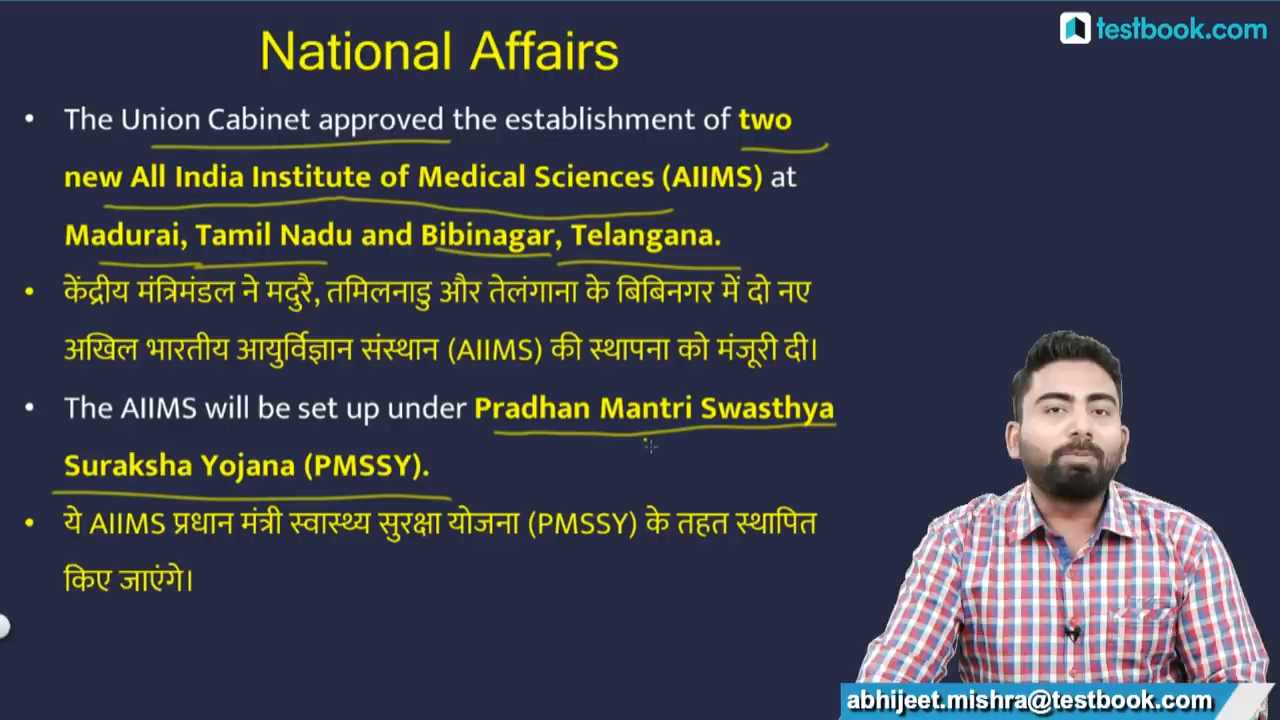 National Affairs
testbook.com
• The Union Cabinet approved the establishment of two
new All India Institute of Medical Sciences (AIIMS) at
Madurai, Tamil Nadu and Bibinagar, Telangana.
• केंद्रीय मंत्रिमंडल ने मदुरै, तमिलनाडु और तेलंगाना के बिबिनगर में दो नए
अखिल भारतीय आयुर्विज्ञान संस्थान (AIIMS) की स्थापना को मंजूरी दी।
• The AIIMS will be set up under Pradhan Mantri Swasthya
Suraksha Yojana (PMSSY).
• ये AIIMS प्रधान मंत्री स्वास्थ्य सुरक्षा योजना (PMSSY) के तहत स्थापित
किए जाएंगे।
abhijeet.mishra@testbook.com